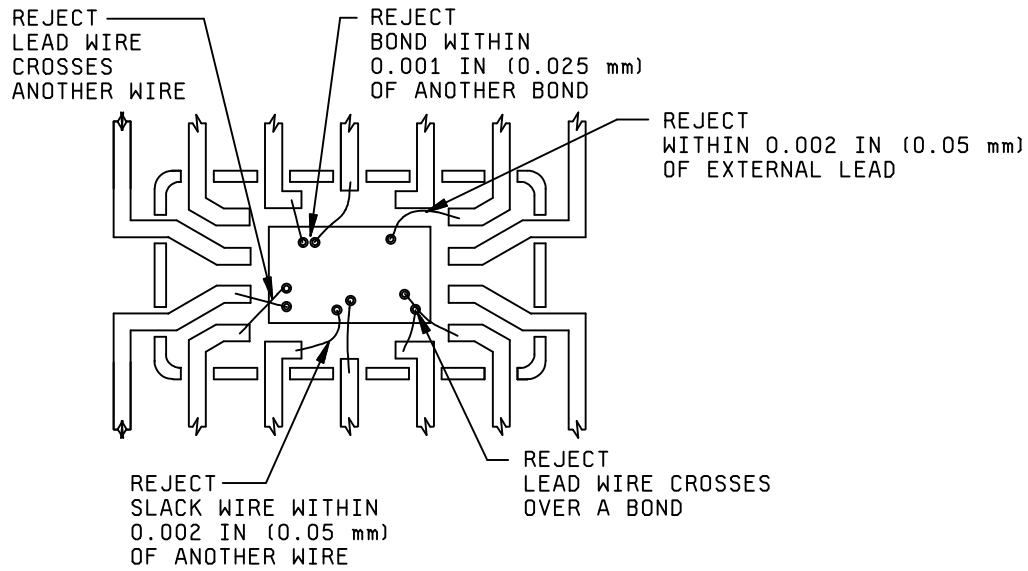 REJECT
LEAD WIRE
CROSSES
ANOTHER WIRE
REJECT
BOND WITHIN
0.001 IN (0.025 mm)
OF ANOTHER BOND
REJECT
WITHIN 0.002 IN (0.05 mm)
OF EXTERNAL LEAD
REJECT
SLACK WIRE WITHIN
0.002 IN (0.05 mm)
OF ANOTHER WIRE
REJECT
LEAD WIRE CROSSES
OVER A BOND